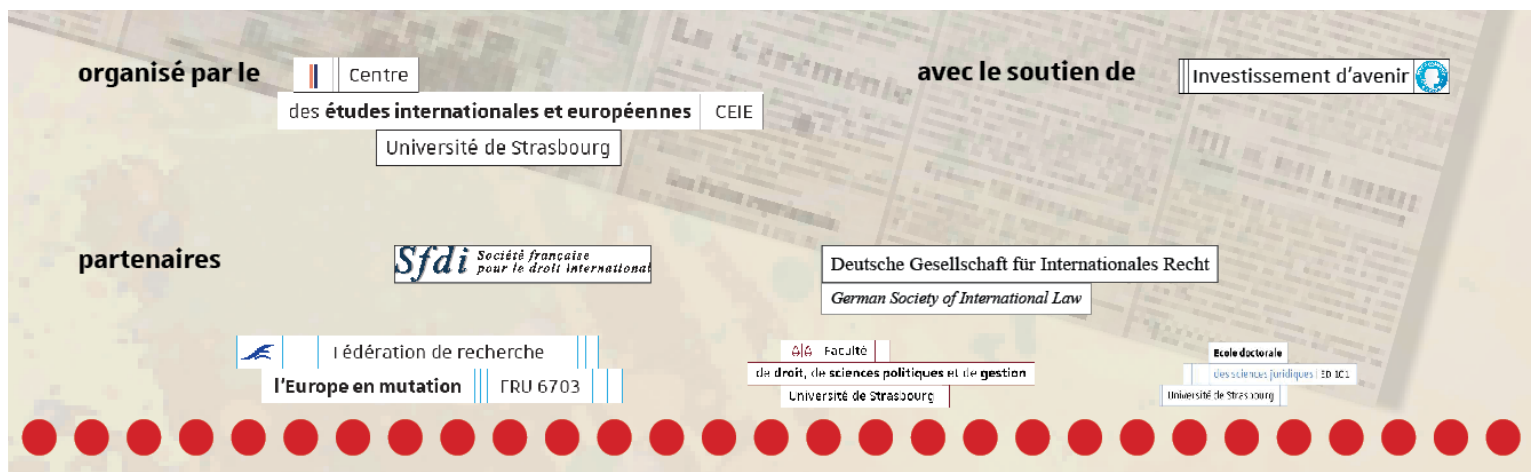 organisé par le
Centre
des études internationales et européennes CEIE
Université de Strasbourg
avec le soutien de
Investissement d'avenir
partenaires
Sfdi Société française
pour le droit international
Deutsche Gesellschaft für Internationales Recht
German Society of International Law
Fédération de recherche
l'Europe en mutation FRU 6703
Faculté
de droit, de sciences politiques et de gestion
Université de Strasbourg
Ecole doctorale
des sciences juridiques | ED 101
Université de Strasbourg